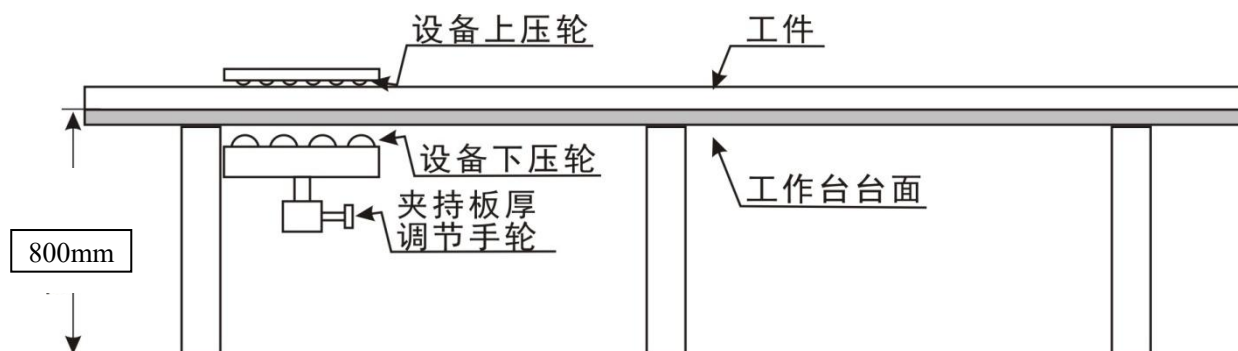 设备上压轮
工件
设备下压轮
工作台台面
夹持板厚
调节手轮
800mm